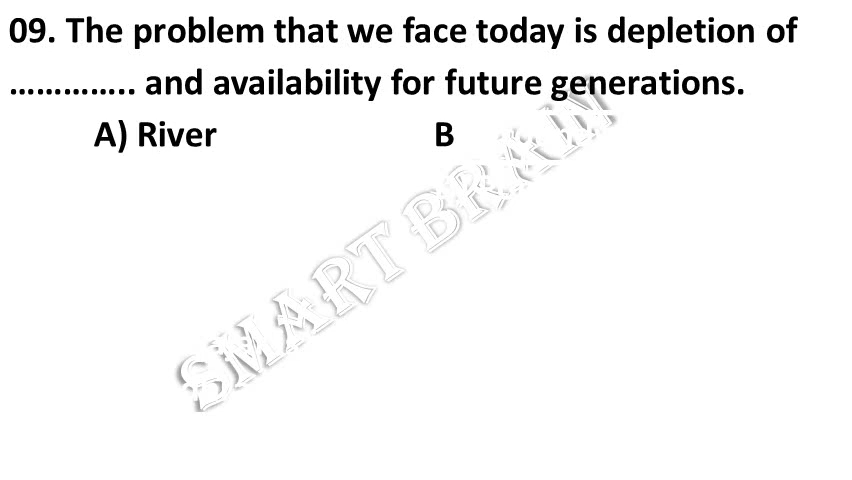 09. The problem that we face today is depletion of
………….. and availability for future generations.
A) River B
SMART BRAIN